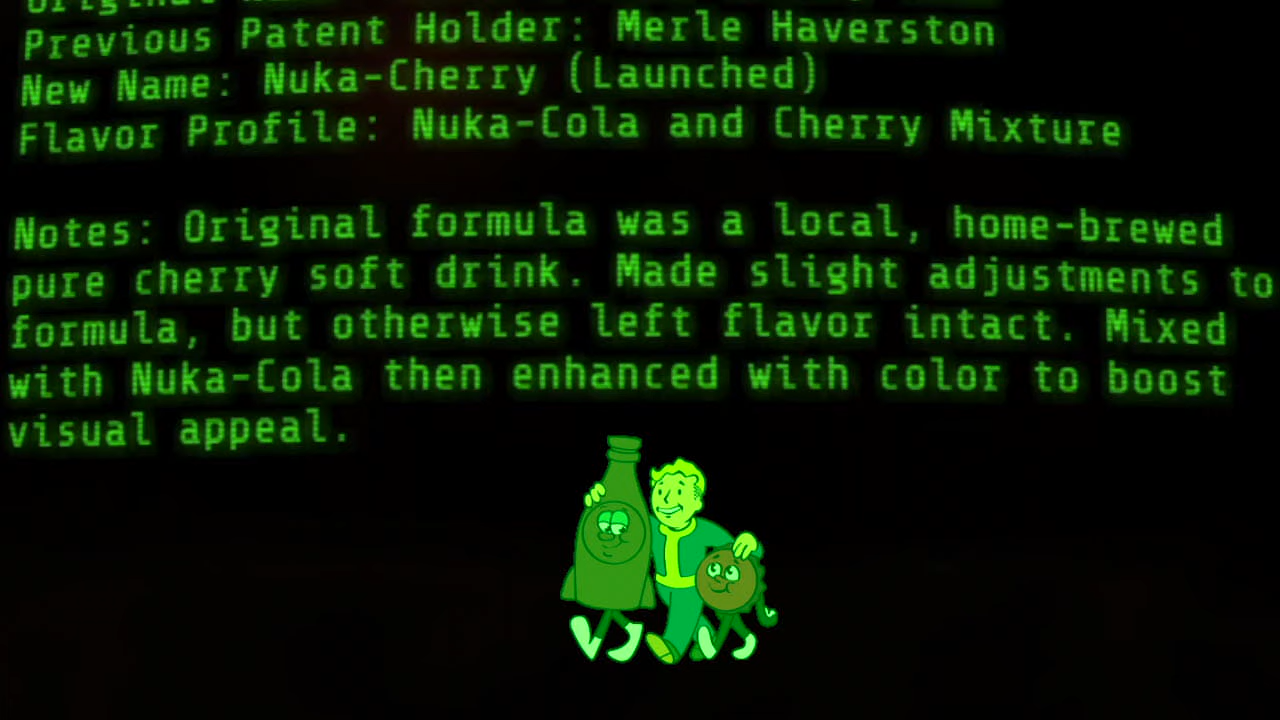 Original
Previous Patent Holder: Merle Haverston
New Name: Nuka-Cherry (Launched)
Flavor Profile: Nuka-Cola and Cherry Mixture
Notes: Original formula was a local, home-brewed
pure cherry soft drink. Made slight adjustments to
formula, but otherwise left flavor intact. Mixed
with Nuka-Cola then enhanced with color to boost
visual appeal.